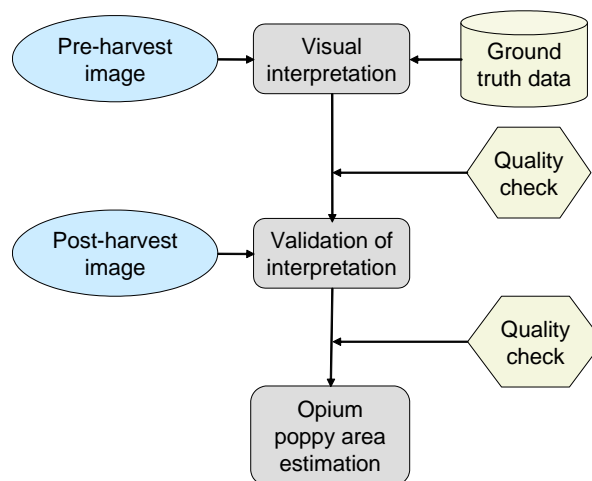 Pre-harvest
image
Visual
interpretation
Ground
truth data
Quality
check
Post-harvest
image
Validation of
interpretation
Quality
check
Opium
poppy area
estimation